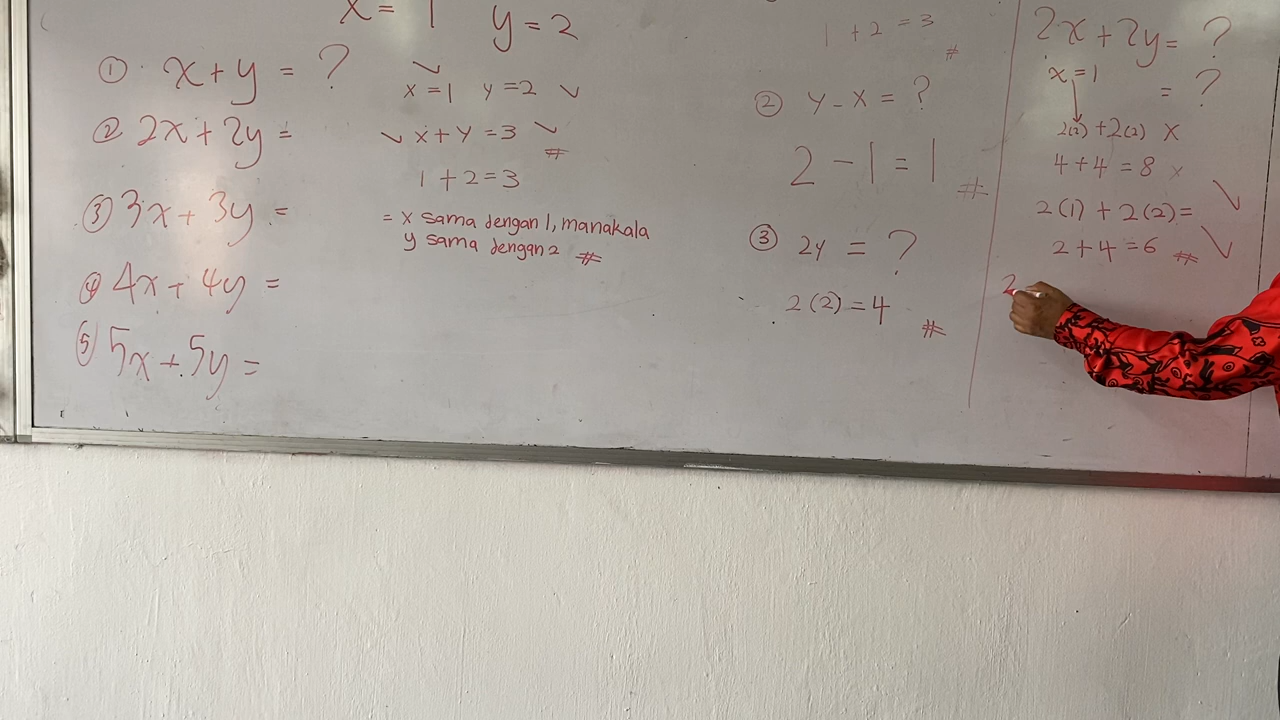 x = 1 y = 2
① x + y = ?
② 2x + 2y =
③ 3x + 3y =
④ 4x + 4y =
⑤ 5x + 5y =
✓
x = 1 y = 2 ✓
✓ x + y = 3 ✓
#
1 + 2 = 3
= x sama dengan 1, manakala
y sama dengan 2 #
1 + 2 = 3
#
② y - x = ?
2 - 1 = 1 #
③ 2y = ?
2(2) = 4 #
2x + 2y = ?
x = 1 = ?
2(2) + 2(2) x
4 + 4 = 8 x
2(1) + 2(2) = ✓
2 + 4 = 6 # ✓
2